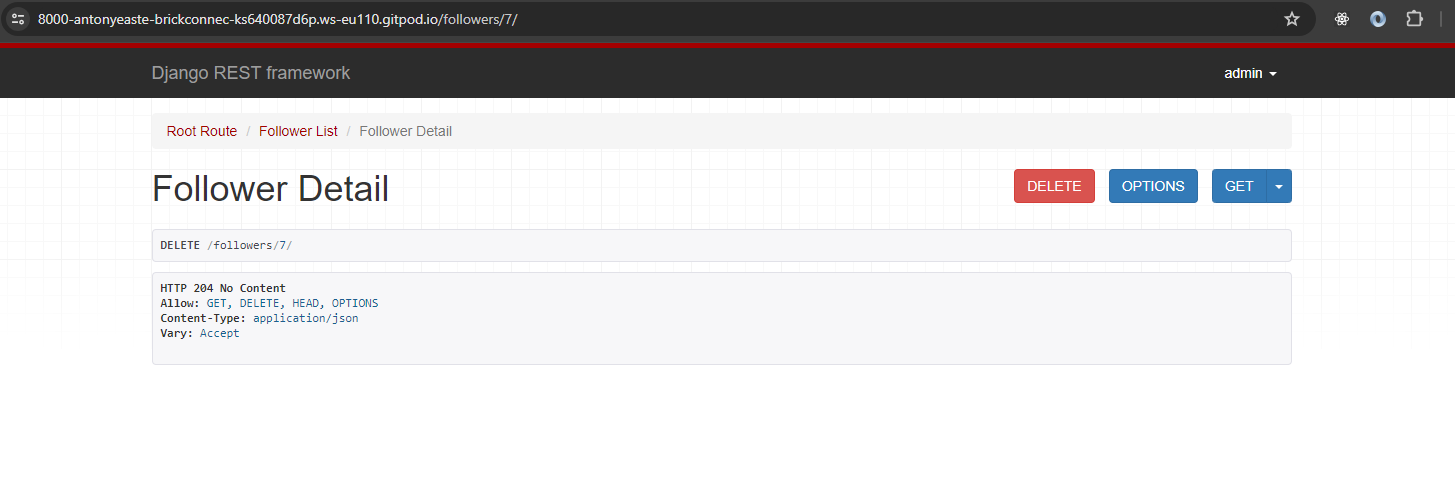 8000-antonyeaste-brickconnec-ks640087d6p.ws-eu110.gitpod.io/followers/7/
Django REST framework
admin
Root Route / Follower List / Follower Detail
Follower Detail
DELETE
OPTIONS
GET
DELETE /followers/7/
HTTP 204 No Content
Allow: GET, DELETE, HEAD, OPTIONS
Content-Type: application/json
Vary: Accept